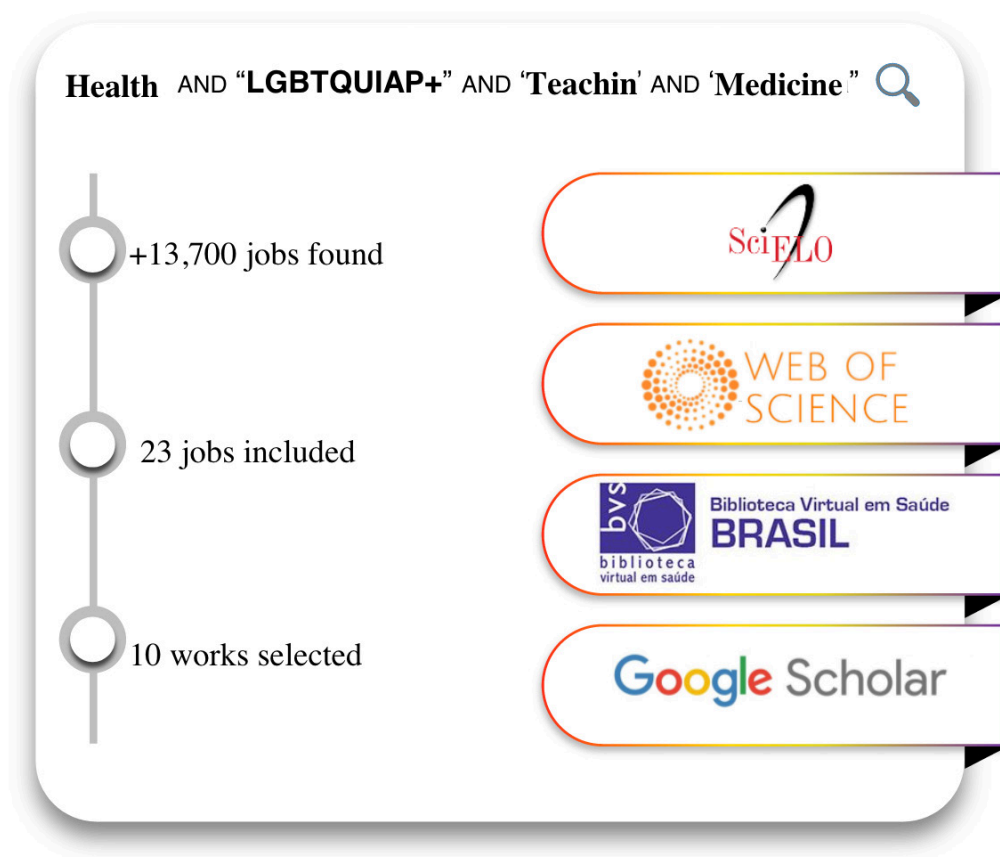 Health AND “LGBTQUIAP+” AND ‘Teachin’ AND ‘Medicine ”
+13,700 jobs found
23 jobs included
10 works selected
SciELO
WEB OF
SCIENCE
bvs
biblioteca
virtual em saúde
Biblioteca Virtual em Saúde
BRASIL
Google Scholar